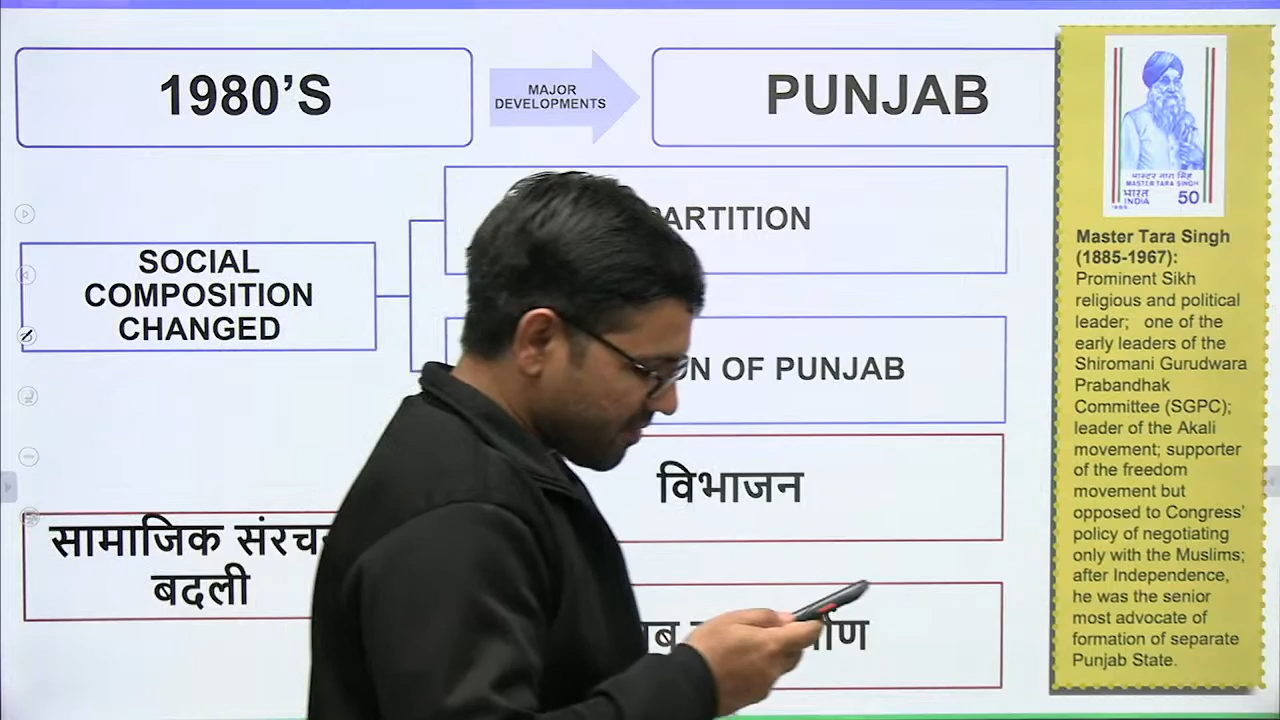 1980’S
MAJOR
DEVELOPMENTS
PUNJAB
PARTITION
SOCIAL
COMPOSITION
CHANGED
OF PUNJAB
विभाजन
सामाजिक
बदली
मास्टर तारा सिंह
MASTER TARA SINGH
भारत
INDIA 50
Master Tara Singh
(1885-1967):
Prominent Sikh
religious and political
leader; one of the
early leaders of the
Shiromani Gurudwara
Prabandhak
Committee (SGPC);
leader of the Akali
movement; supporter
of the freedom
movement but
opposed to Congress’
policy of negotiating
only with the Muslims;
after Independence,
he was the senior
most advocate of
formation of separate
Punjab State.